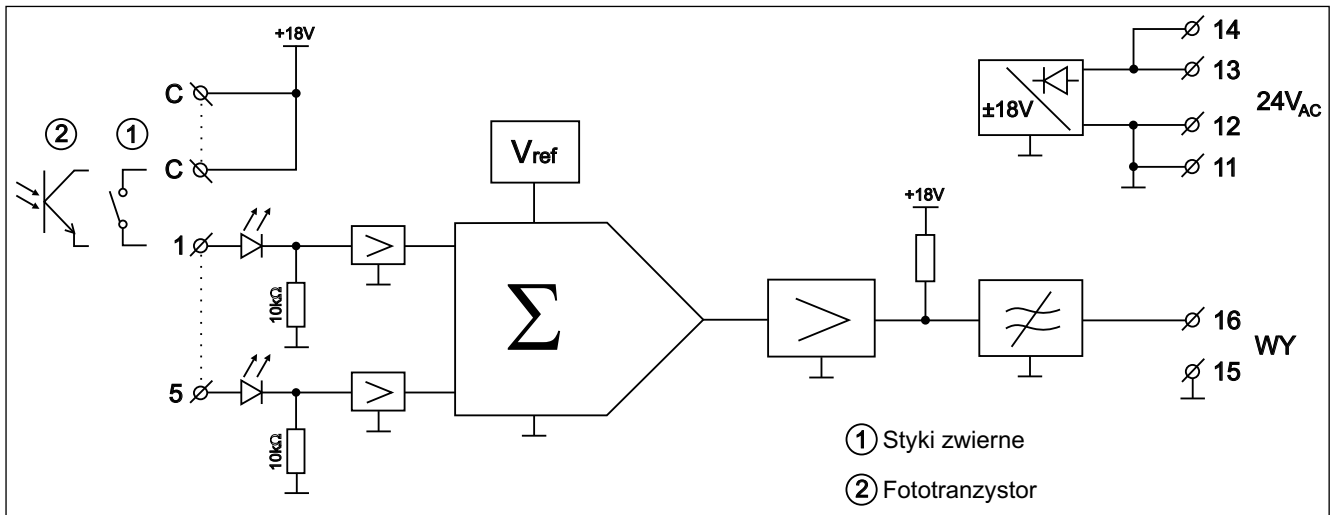 +18V
C
C
② ①
1
10kΩ
5
10kΩ
Vref
Σ
±18V
14
13
24VAC
12
11
+18V
16
WY
15
① Styki zwierne
② Fototranzystor